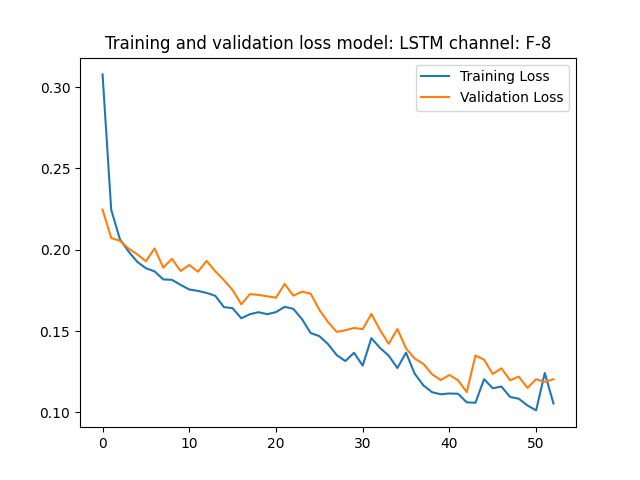 Training and validation loss model: LSTM channel: F-8
Training Loss
Validation Loss
0.30
0.25
0.20
0.15
0.10
0 10 20 30 40 50